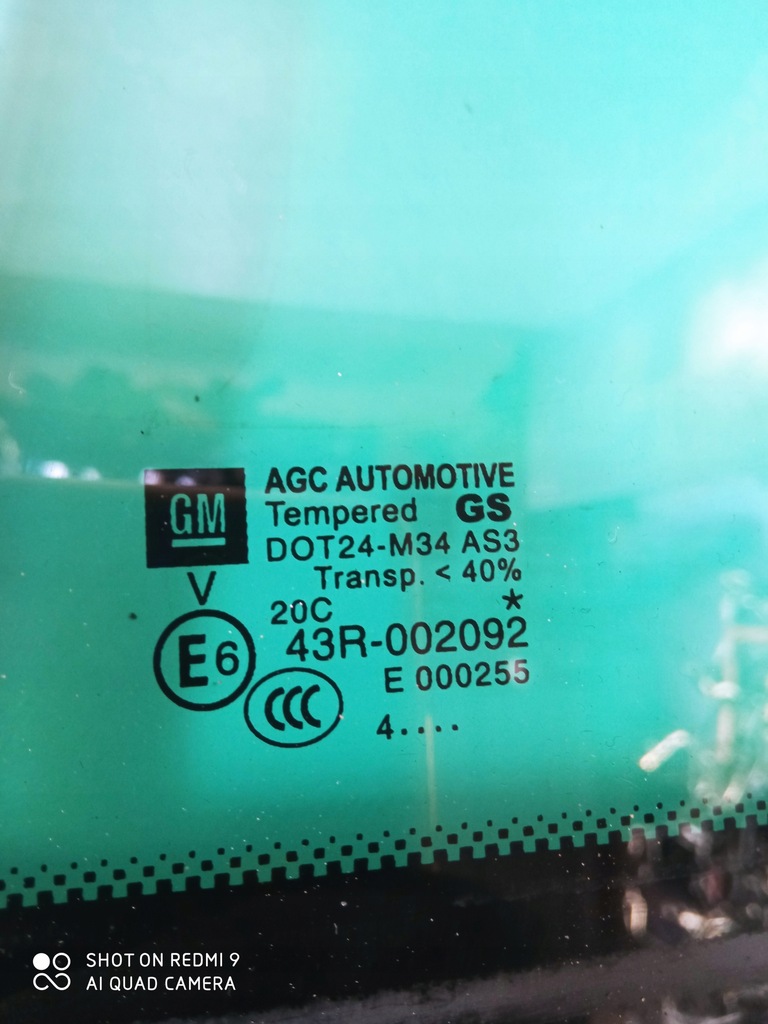 GM
AGC AUTOMOTIVE
Tempered GS
DOT24-M34 AS3
Transp. < 40%
V
20C *
43R-002092
E6
E 000255
CCC
4....
SHOT ON REDMI 9
AI QUAD CAMERA